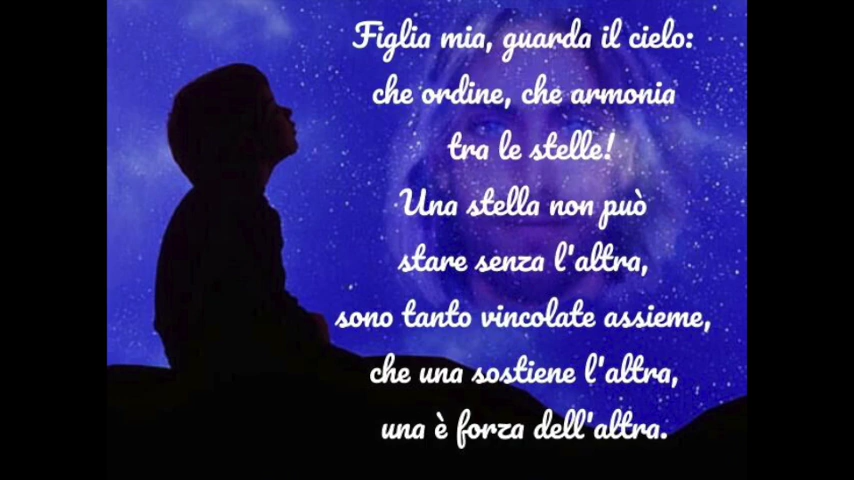 Figlia mia, guarda il cielo:
che ordine, che armonia
tra le stelle!
Una stella non può
stare senza l'altra,
sono tanto vincolate assieme,
che una sostiene l'altra,
una è forza dell'altra.